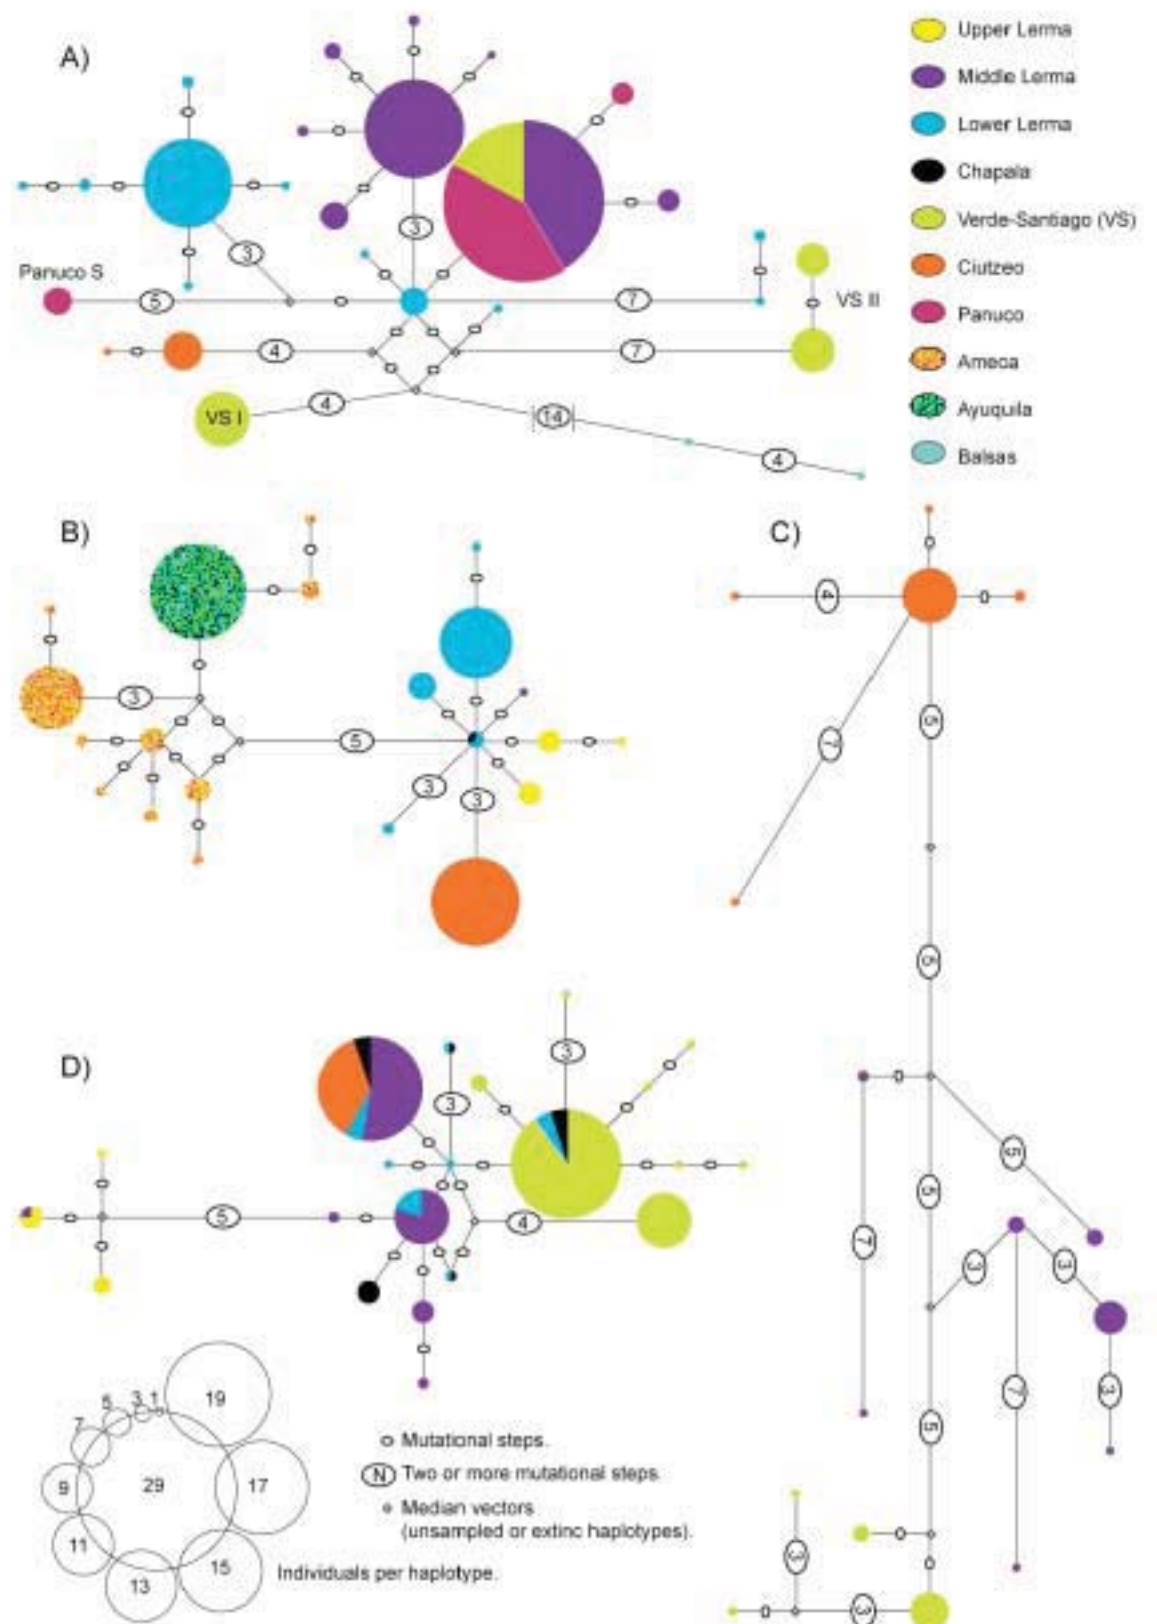 A)
Upper Lerma
Middle Lerma
Lower Lerma
Chapala
Verde-Santiago (VS)
Ciutzeo
Panuco
Ameca
Ayuquila
Balsas
3
3
Panuco S
5
7
VS II
4
7
VS I
4
14
4
B)
3
5
3
3
C)
4
7
5
5
5
5
7
3
3
7
3
5
3
3
D)
3
3
5
4
1
3
5
7
9
11
13
15
17
19
29
Individuals per haplotype.
Mutational steps.
N Two or more mutational steps.
Median vectors
(unsampled or extinc haplotypes).